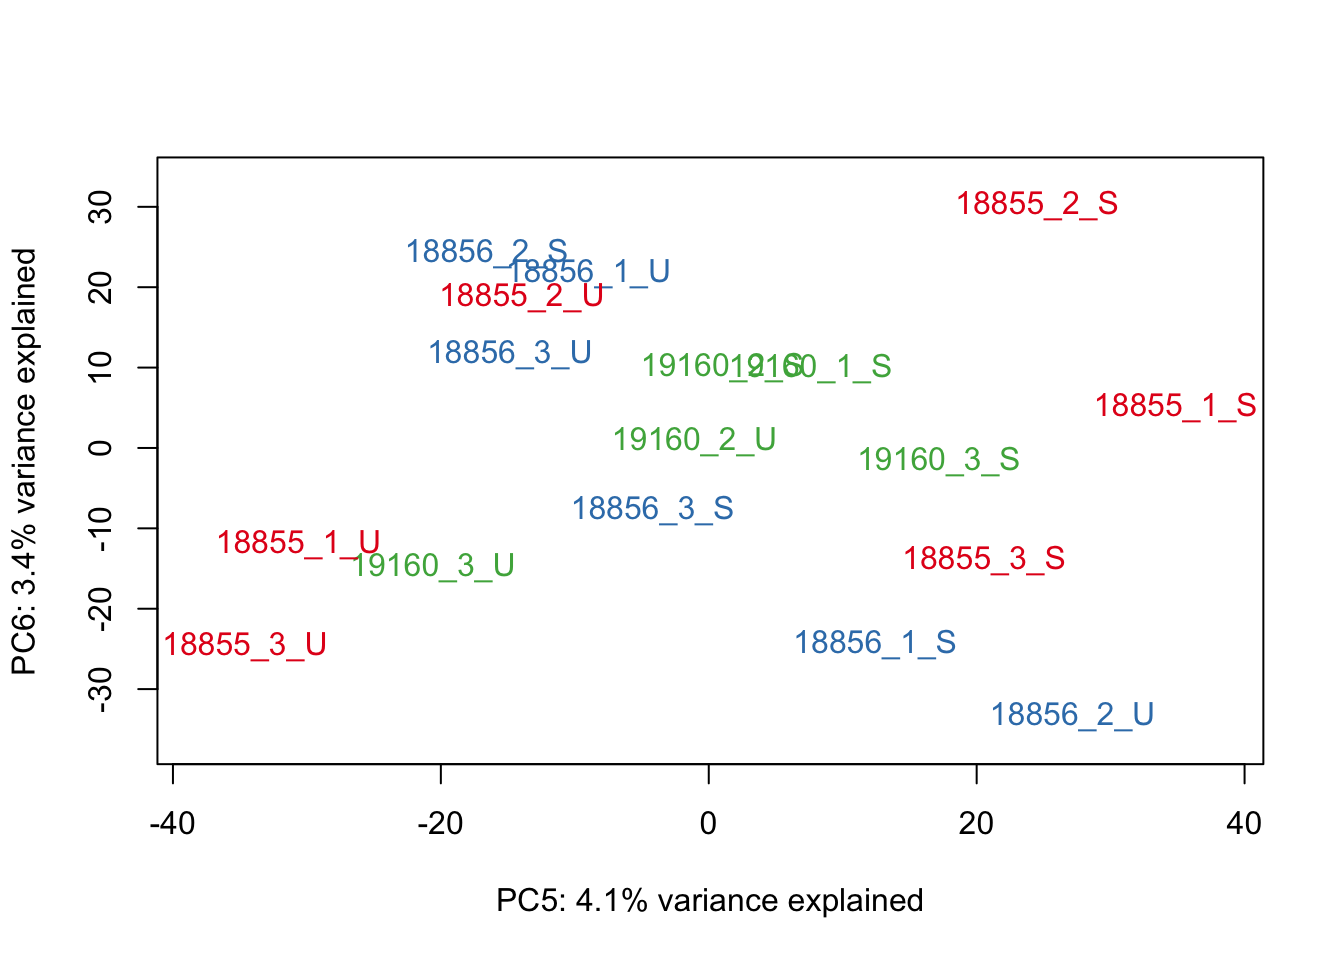 PC6: 3.4% variance explained
30
20
10
0
-10
-20
-30
18855_2_S
18856_2_S
18856_1_U
18855_2_U
18856_3_U
19160_2_S
19160_1_S
18855_1_S
19160_2_U
19160_3_S
18856_3_S
18855_1_U
19160_3_U
18855_3_S
18855_3_U
18856_1_S
18856_2_U
-40
-20
0
20
40
PC5: 4.1% variance explained